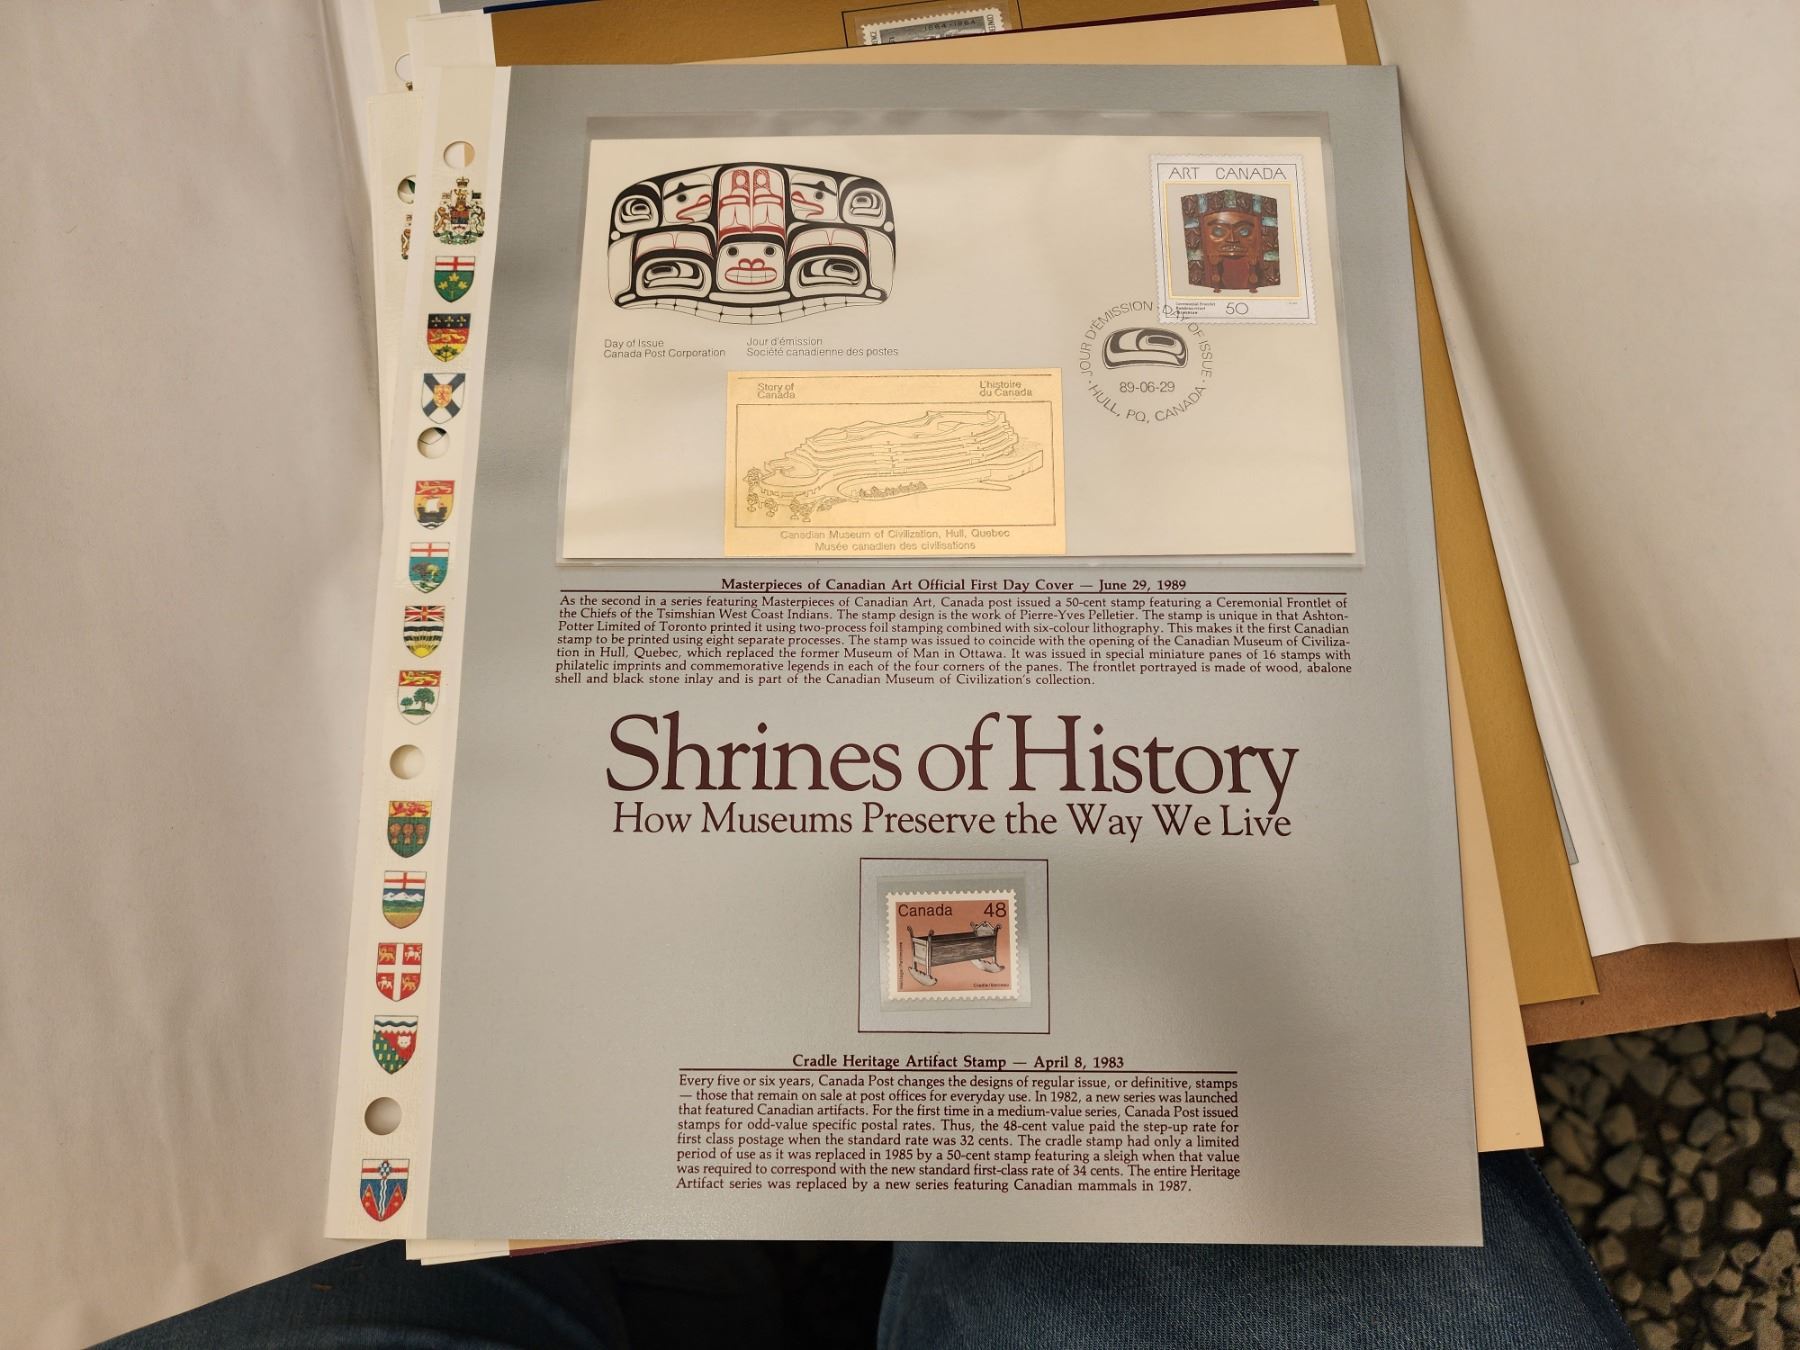 1864-1964
ART CANADA
Ceremonial Frontlet
50
JOUR D'ÉMISSION · DAY OF ISSUE ·
89-06-29
HULL, PQ, CANADA
Day of Issue
Canada Post Corporation
Jour d'émission
Société canadienne des postes
Story of
Canada
L'histoire
du Canada
Canadian Museum of Civilization, Hull, Quebec
Musée canadien des civilisations
Masterpieces of Canadian Art Official First Day Cover — June 29, 1989
As the second in a series featuring Masterpieces of Canadian Art, Canada post issued a 50-cent stamp featuring a Ceremonial Frontlet of
the Chiefs of the Tsimshian West Coast Indians. The stamp design is the work of Pierre-Yves Pelletier. The stamp is unique in that Ashton-
Potter Limited of Toronto printed it using two-process foil stamping combined with six-colour lithography. This makes it the first Canadian
stamp to be printed using eight separate processes. The stamp was issued to coincide with the opening of the Canadian Museum of Civiliza-
tion in Hull, Quebec, which replaced the former Museum of Man in Ottawa. It was issued in special miniature panes of 16 stamps with
philatelic imprints and commemorative legends in each of the four corners of the panes. The frontlet portrayed is made of wood, abalone
shell and black stone inlay and is part of the Canadian Museum of Civilization's collection.
Shrines of History
How Museums Preserve the Way We Live
Canada 48
Cradle/Berceau
Cradle Heritage Artifact Stamp — April 8, 1983
Every five or six years, Canada Post changes the designs of regular issue, or definitive, stamps
— those that remain on sale at post offices for everyday use. In 1982, a new series was launched
that featured Canadian artifacts. For the first time in a medium-value series, Canada Post issued
stamps for odd-value specific postal rates. Thus, the 48-cent value paid the step-up rate for
first class postage when the standard rate was 32 cents. The cradle stamp had only a limited
period of use as it was replaced in 1985 by a 50-cent stamp featuring a sleigh when that value
was required to correspond with the new standard first-class rate of 34 cents. The entire Heritage
Artifact series was replaced by a new series featuring Canadian mammals in 1987.